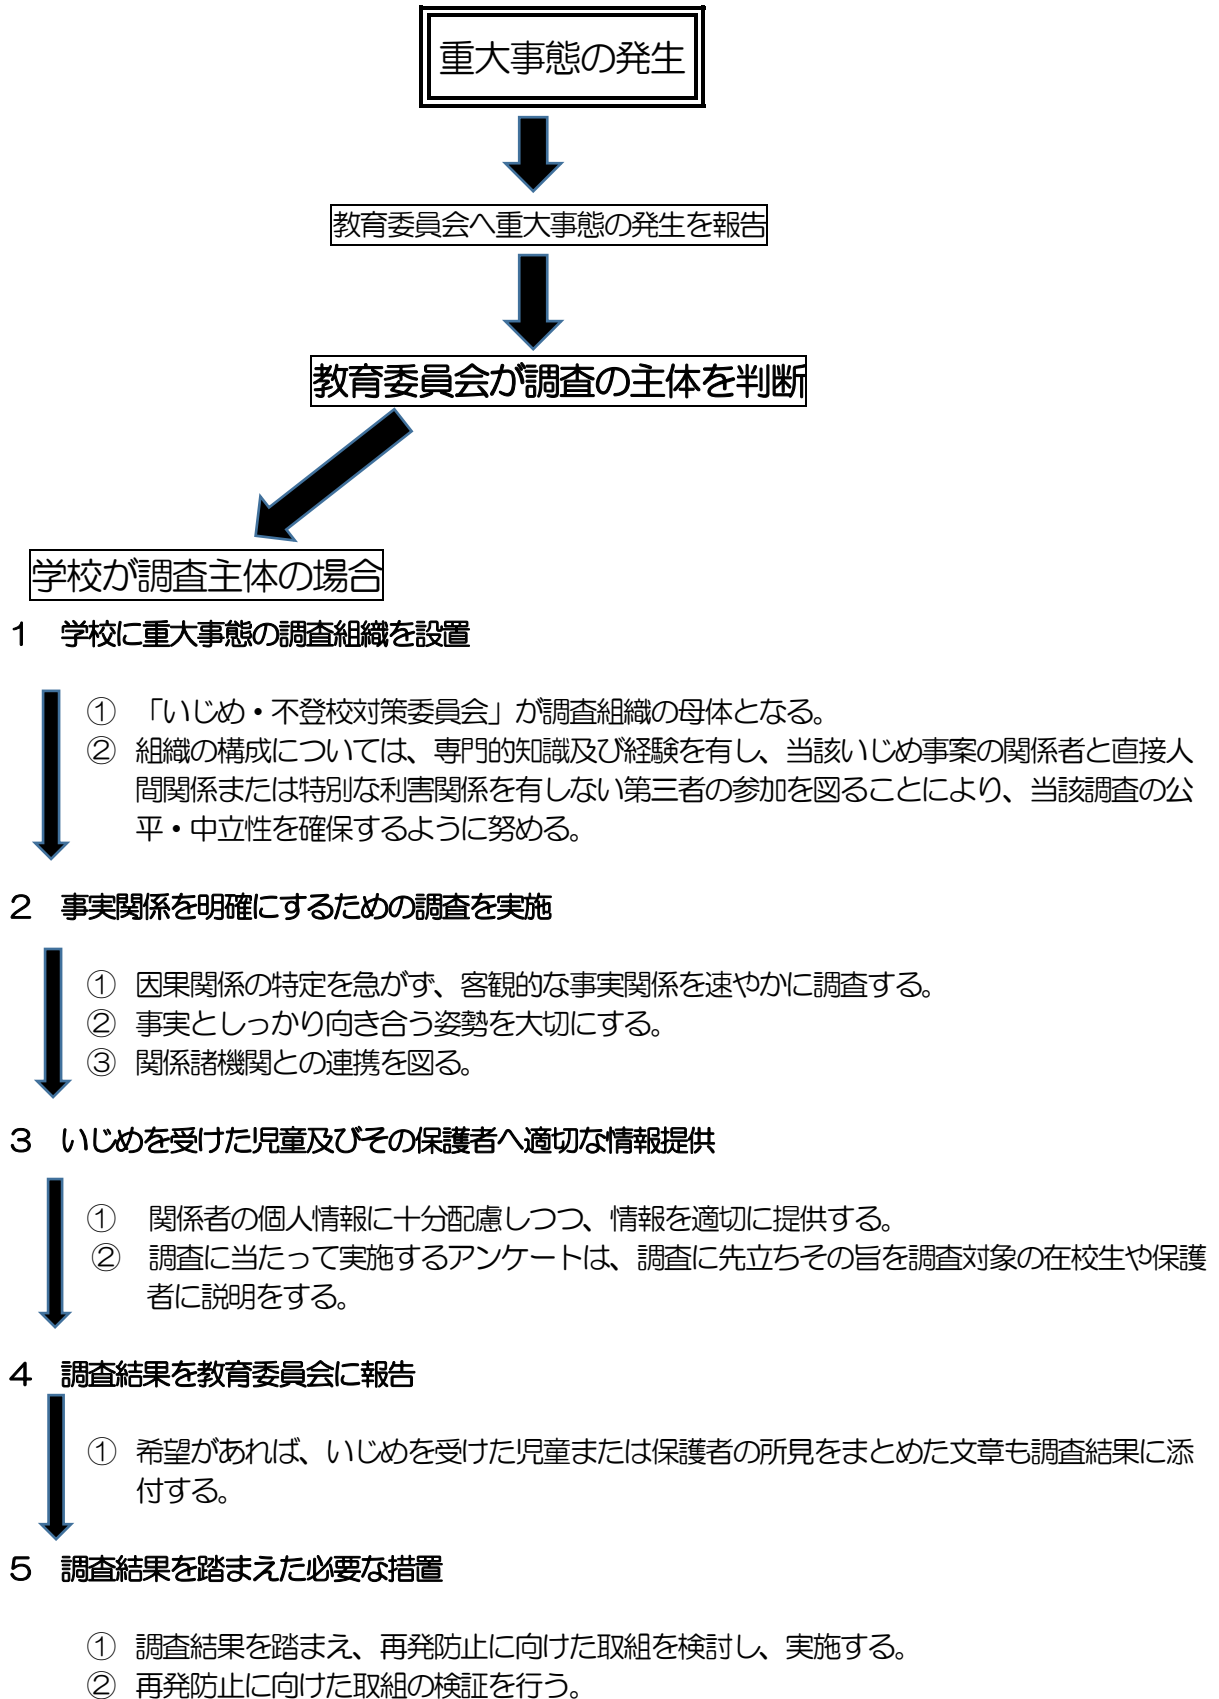 重大事態の発生
教育委員会へ重大事態の発生を報告
教育委員会が調査の主体を判断
学校が調査主体の場合
１　学校に重大事態の調査組織を設置
①　「いじめ・不登校対策委員会」が調査組織の母体となる。
②　組織の構成については、専門的知識及び経験を有し、当該いじめ事案の関係者と直接人
間関係または特別な利害関係を有しない第三者の参加を図ることにより、当該調査の公
平・中立性を確保するように努める。
２　事実関係を明確にするための調査を実施
①　因果関係の特定を急がず、客観的な事実関係を速やかに調査する。
②　事実としっかり向き合う姿勢を大切にする。
③　関係諸機関との連携を図る。
３　いじめを受けた児童及びその保護者へ適切な情報提供
①　関係者の個人情報に十分配慮しつつ、情報を適切に提供する。
②　調査に当たって実施するアンケートは、調査に先立ちその旨を調査対象の在校生や保護
者に説明をする。
４　調査結果を教育委員会に報告
①　希望があれば、いじめを受けた児童または保護者の所見をまとめた文章も調査結果に添
付する。
５　調査結果を踏まえた必要な措置
①　調査結果を踏まえ、再発防止に向けた取組を検討し、実施する。
②　再発防止に向けた取組の検証を行う。